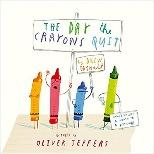 THE DAY THE
CRAYONS QUIT
by DREW
DAYWALT
pictures by
OLIVER JEFFERS